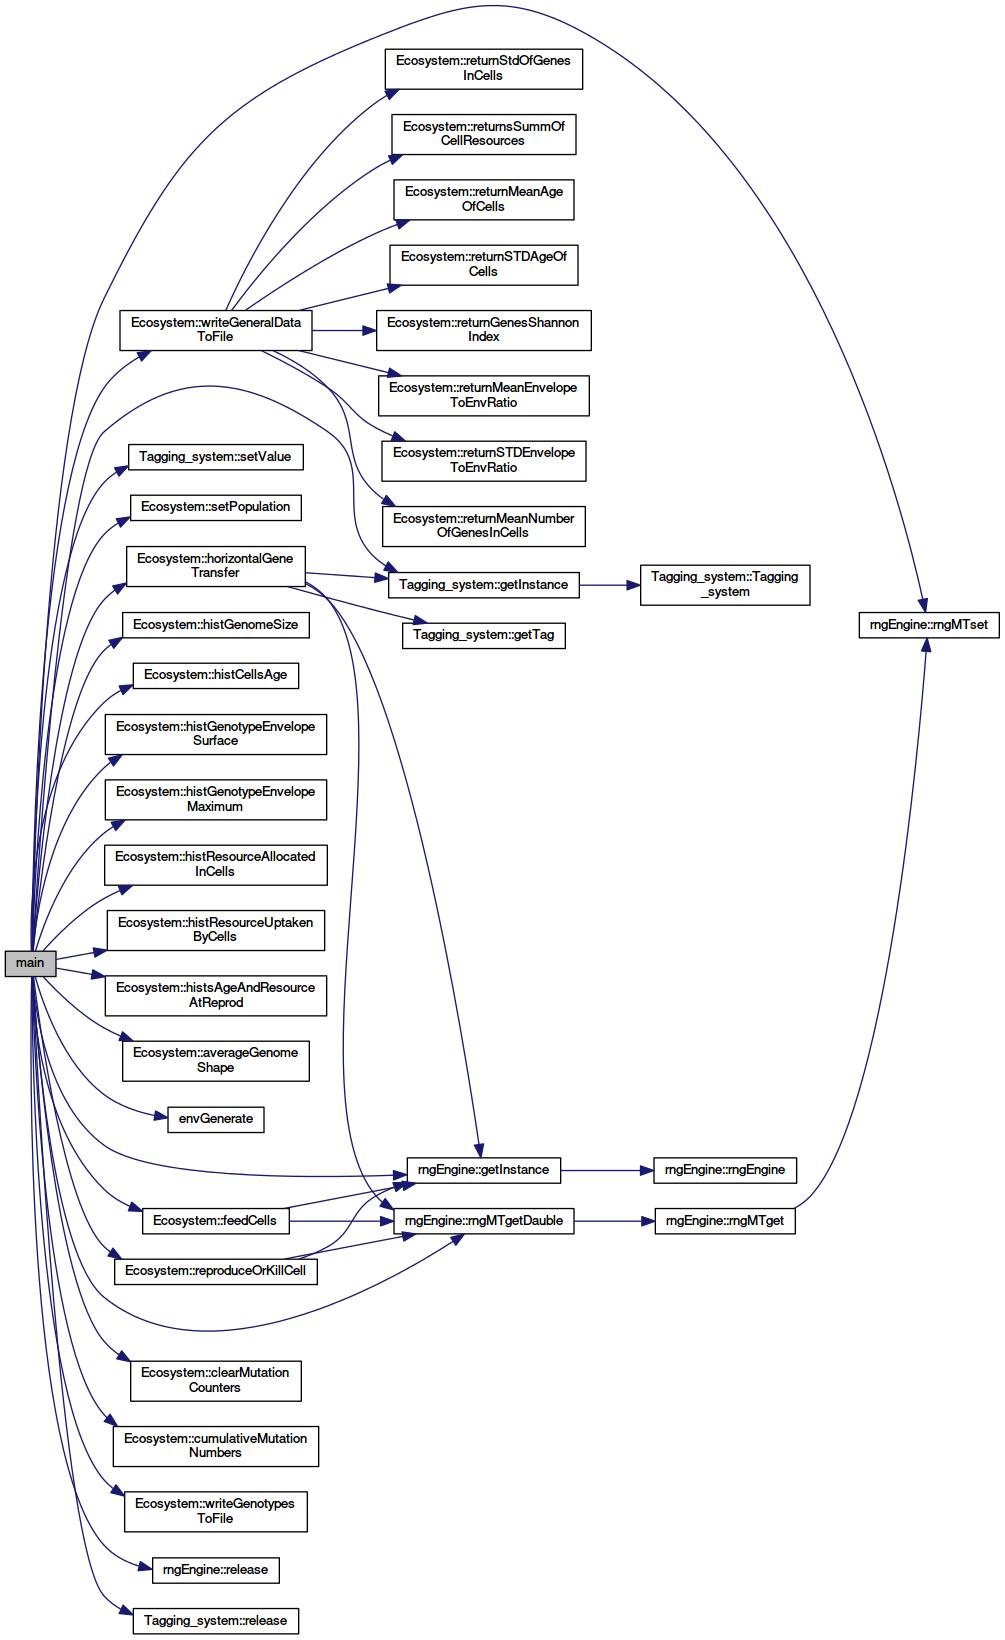 Ecosystem::returnStdOfGenes
InCells
Ecosystem::returnsSummOf
CellResources
Ecosystem::returnMeanAge
OfCells
Ecosystem::returnSTDAgeOf
Cells
Ecosystem::writeGeneralData
ToFile
Ecosystem::returnGenesShannon
Index
Ecosystem::returnMeanEnvelope
ToEnvRatio
Tagging_system::setValue
Ecosystem::returnSTDEnvelope
ToEnvRatio
Ecosystem::setPopulation
Ecosystem::returnMeanNumber
OfGenesInCells
Ecosystem::horizontalGene
Transfer
Tagging_system::getInstance
Tagging_system::Tagging
_system
Ecosystem::histGenomeSize
Tagging_system::getTag
rngEngine::rngMTset
Ecosystem::histCellsAge
Ecosystem::histGenotypeEnvelope
Surface
Ecosystem::histGenotypeEnvelope
Maximum
Ecosystem::histResourceAllocated
InCells
Ecosystem::histResourceUptaken
ByCells
main
Ecosystem::histsAgeAndResource
AtReprod
Ecosystem::averageGenome
Shape
envGenerate
rngEngine::getInstance
rngEngine::rngEngine
Ecosystem::feedCells
rngEngine::rngMTgetDauble
rngEngine::rngMTget
Ecosystem::reproduceOrKillCell
Ecosystem::clearMutation
Counters
Ecosystem::cumulativeMutation
Numbers
Ecosystem::writeGenotypes
ToFile
rngEngine::release
Tagging_system::release